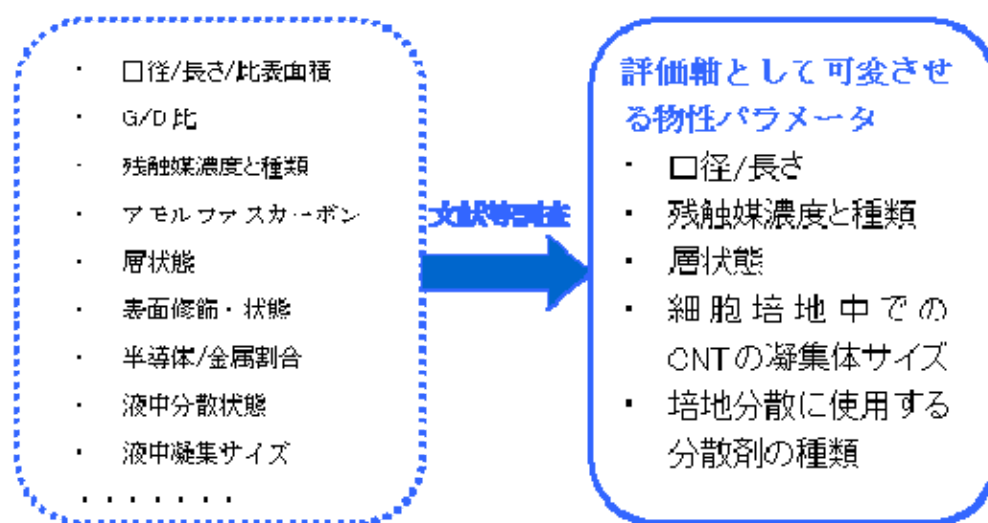 ・ 口径/長さ/比表面積
・ G/D比
・ 残触媒濃度と種類
・ アモルファスカーボン
・ 層状態
・ 表面修飾・状態
・ 半導体/金属割合
・ 液中分散状態
・ 液中凝集サイズ
・・・・・・・
文献等調査
評価軸として可変させ
る物性パラメータ
・ 口径/長さ
・ 残触媒濃度と種類
・ 層状態
・ 細胞培地中での
CNTの凝集体サイズ
・ 培地分散に使用する
分散剤の種類